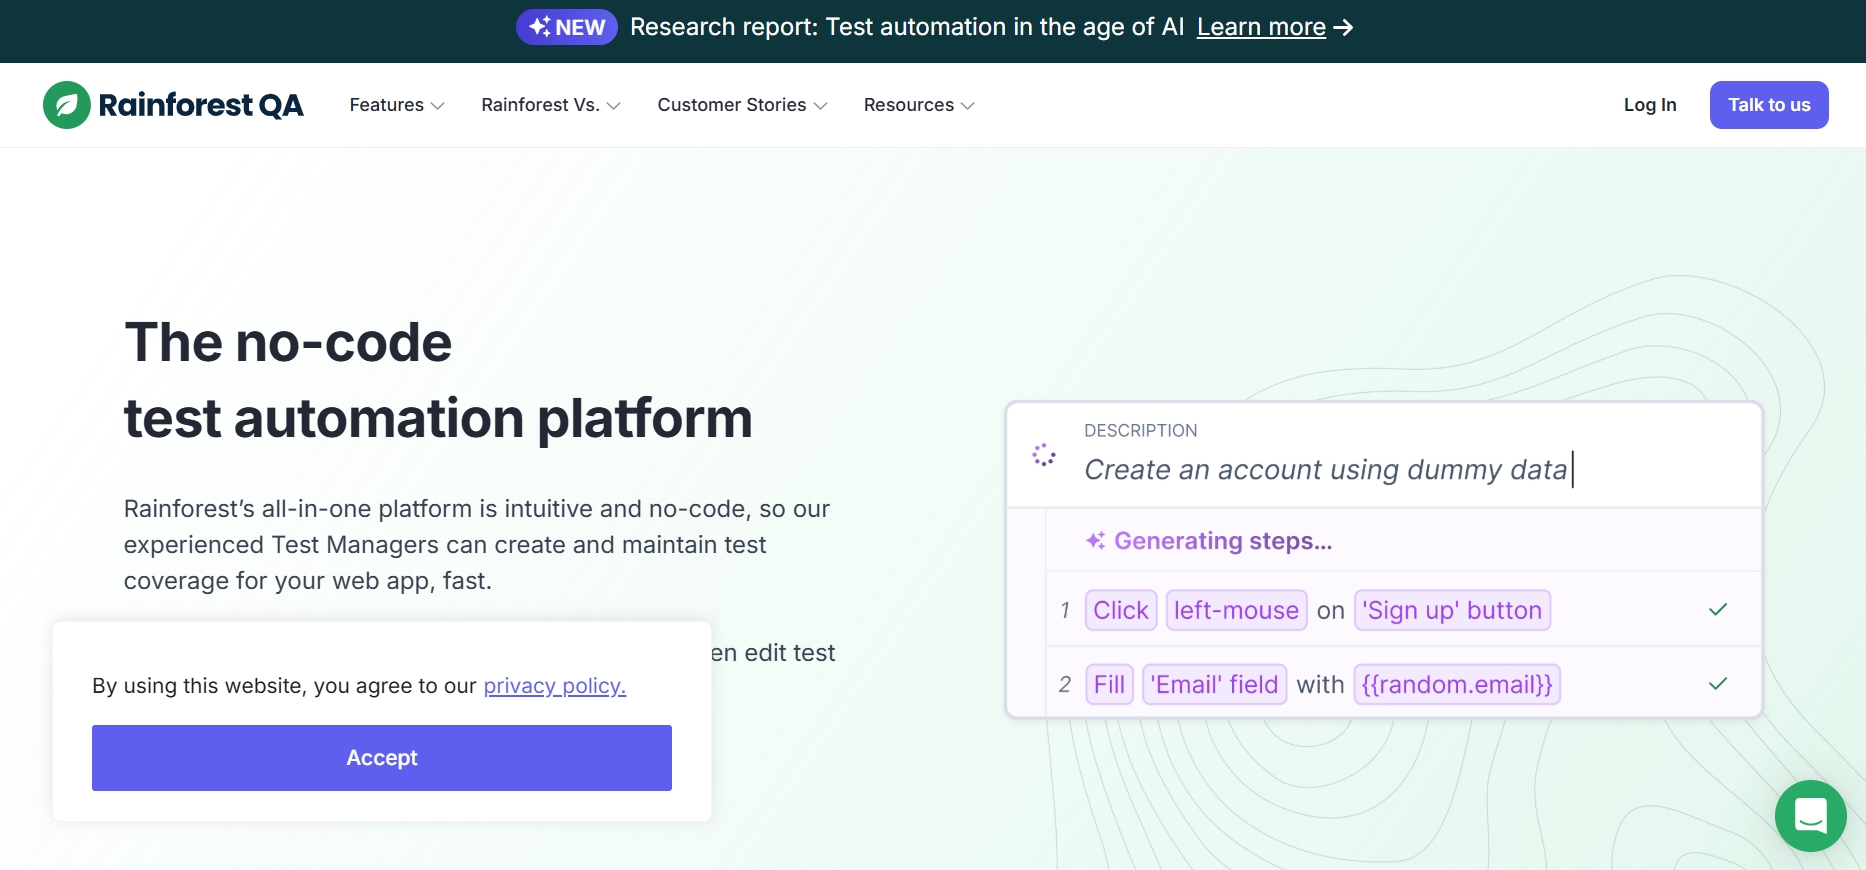 NEW Research report: Test automation in the age of AI Learn more →
Rainforest QA Features Rainforest Vs. Customer Stories Resources Log In Talk to us
The no-code
test automation platform
Rainforest’s all-in-one platform is intuitive and no-code, so our
experienced Test Managers can create and maintain test
coverage for your web app, fast.
edit test
By using this website, you agree to our privacy policy.
Accept
DESCRIPTION
Create an account using dummy data
Generating steps...
1 Click left-mouse on 'Sign up' button
2 Fill 'Email' field with {{random.email}}